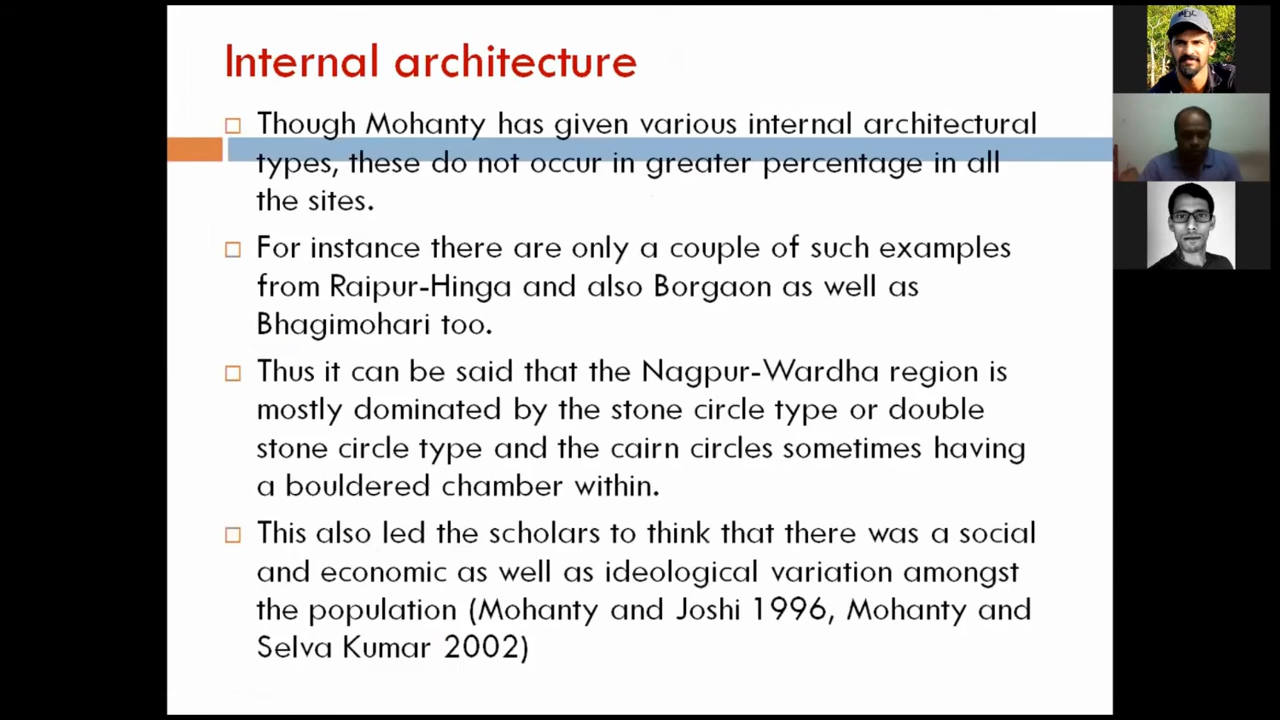 Internal architecture
Though Mohanty has given various internal architectural
types, these do not occur in greater percentage in all
the sites.
For instance there are only a couple of such examples
from Raipur-Hinga and also Borgaon as well as
Bhagimohari too.
Thus it can be said that the Nagpur-Wardha region is
mostly dominated by the stone circle type or double
stone circle type and the cairn circles sometimes having
a bouldered chamber within.
This also led the scholars to think that there was a social
and economic as well as ideological variation amongst
the population (Mohanty and Joshi 1996, Mohanty and
Selva Kumar 2002)